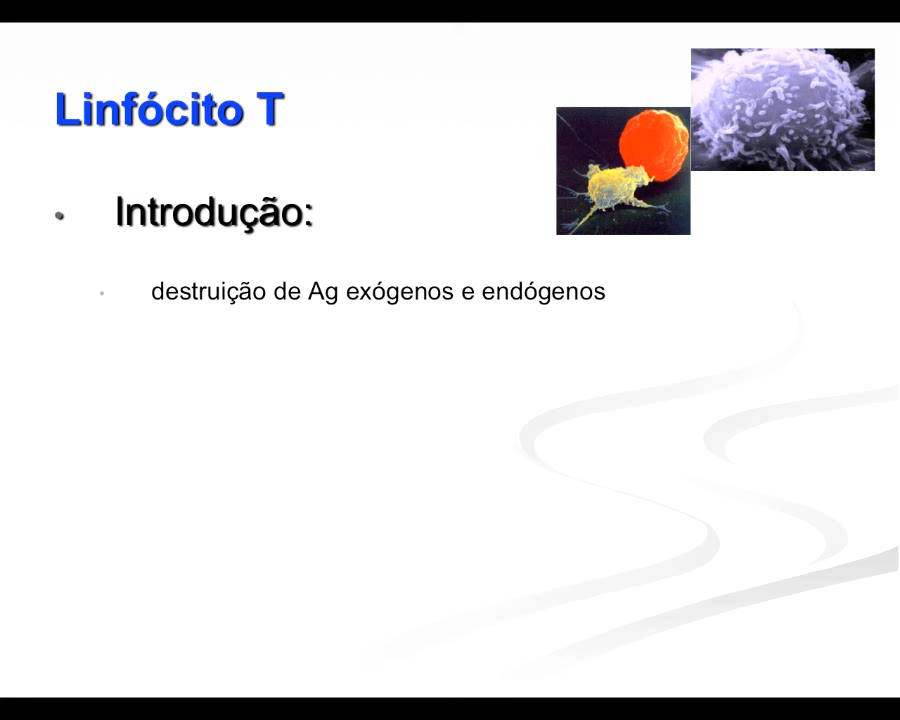 Linfócito T
• Introdução:
• destruição de Ag exógenos e endógenos